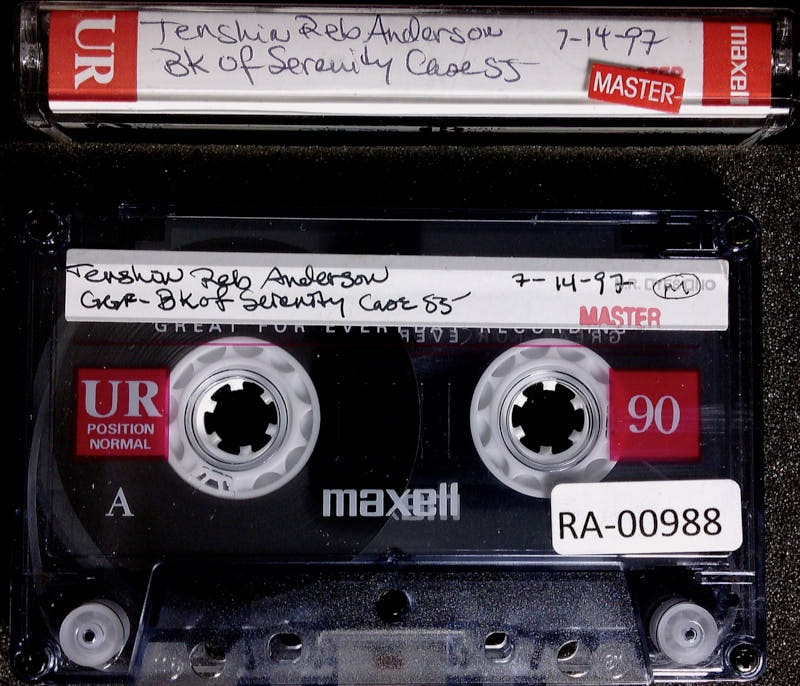 UR
Tenshin Reb Anderson 7-14-97
BK of Serenity Case 55
MASTER
maxell
Tenshin Reb Anderson 7-14-97 M
GGF - BK of Serenity Case 55
MASTER
GREAT FOR EVERYDAY RECORDING
UR
POSITION
NORMAL
90
A
maxell
RA-00988